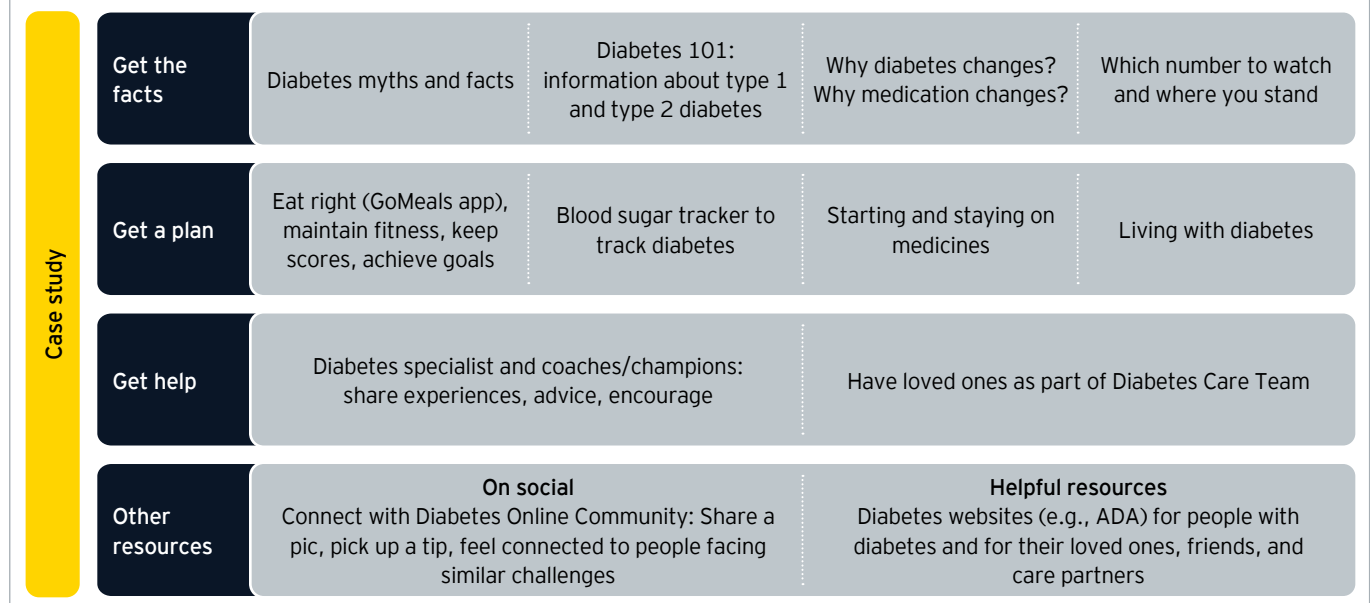 Case study
Get the
facts
Diabetes myths and facts
Diabetes 101:
information about type 1
and type 2 diabetes
Why diabetes changes?
Why medication changes?
Which number to watch
and where you stand
Get a plan
Eat right (GoMeals app),
maintain fitness, keep
scores, achieve goals
Blood sugar tracker to
track diabetes
Starting and staying on
medicines
Living with diabetes
Get help
Diabetes specialist and coaches/champions:
share experiences, advice, encourage
Have loved ones as part of Diabetes Care Team
Other
resources
On social
Connect with Diabetes Online Community: Share a
pic, pick up a tip, feel connected to people facing
similar challenges
Helpful resources
Diabetes websites (e.g., ADA) for people with
diabetes and for their loved ones, friends, and
care partners